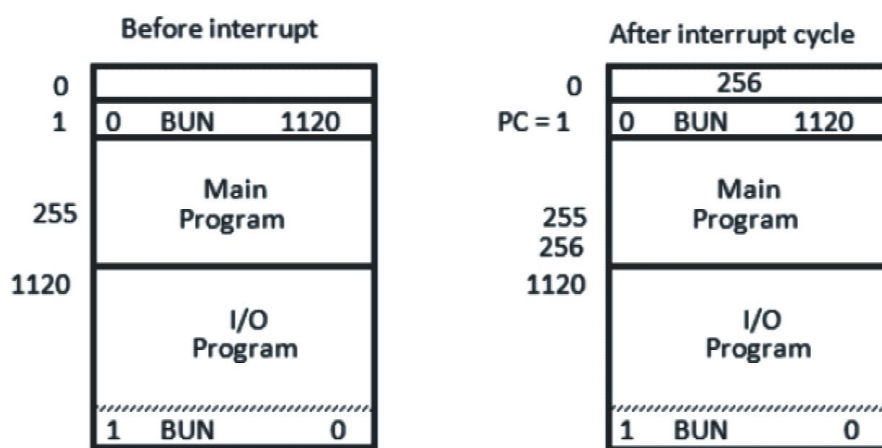 Before interrupt
0
1 0 BUN 1120
Main
255 Program
1120
I/O
Program
1 BUN 0
After interrupt cycle
0 256
PC = 1 0 BUN 1120
Main
255 Program
256
1120
I/O
Program
1 BUN 0